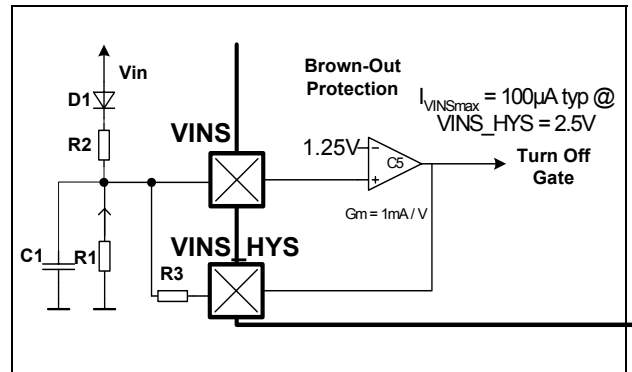 Vin
D1
R2
C1
R1
R3
VINS
VINS_HYS
Brown-Out
Protection
1.25V
C5
Gm = 1mA / V
IVINSmax = 100µA typ @
VINS_HYS = 2.5V
Turn Off
Gate